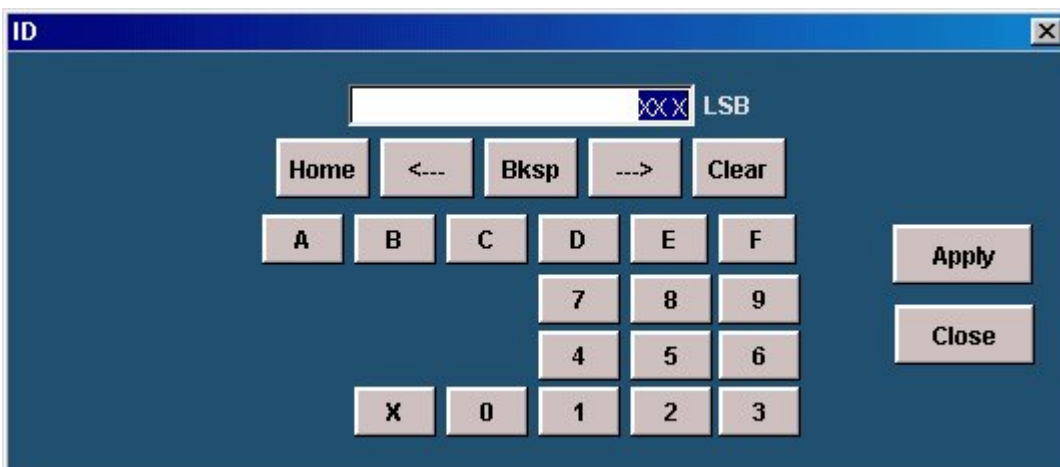 ID
XXX LSB
Home <--- Bksp ---> Clear
A B C D E F
Apply
7 8 9
Close
4 5 6
X 0 1 2 3